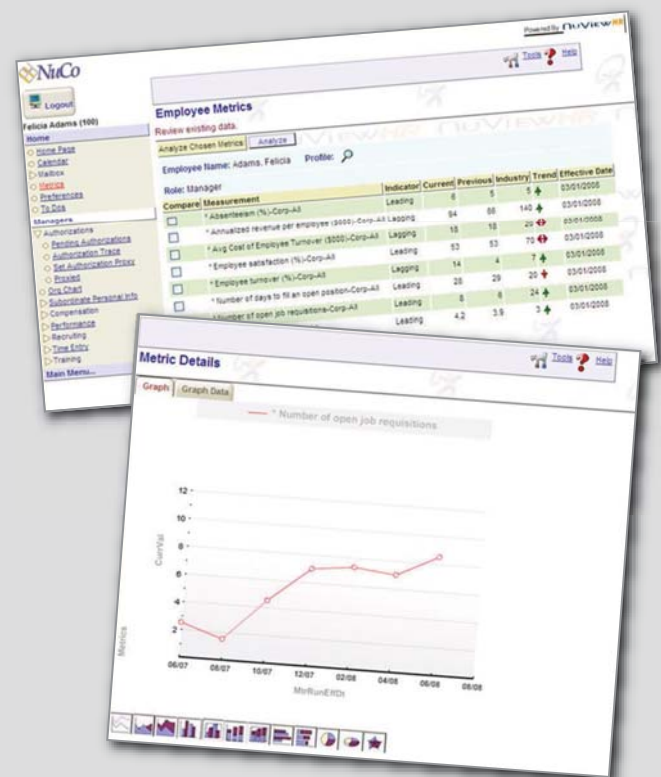 Powered By NUVIEWHR
NuCo
Tools Help
Logout
Felicia Adams (100)
Home
Home Page
Calendar
Mailbox
Metrics
Preferences
To Dos
Managers
Authorizations
Pending Authorizations
Authorization Trace
Set Authorization Proxy
Proxied
Org Chart
Subordinate Personal Info
Compensation
Performance
Recruiting
Time Entry
Training
Main Menu...
Employee Metrics
Review existing data.
Analyze Chosen Metrics Analyze
Employee Name: Adams, Felicia Profile:
Role: Manager
Compare Measurement Indicator Current Previous Industry Trend Effective Date
* Absenteeism (%)-Corp-All Leading 6 5 5 03/01/2008
* Annualized revenue per employee ($000)-Corp-All Lagging 94 86 140 03/01/2008
* Avg Cost of Employee Turnover ($000)-Corp-All Lagging 18 18 20 03/01/2008
* Employee satisfaction (%)-Corp-All Leading 53 53 70 03/01/2008
* Employee turnover (%)-Corp-All Lagging 14 4 7 03/01/2008
* Number of days to fill an open position-Corp-All Leading 28 29 20 03/01/2008
* Number of open job requisitions-Corp-All Leading 8 6 24 03/01/2008
Leading 4.2 3.9 3 03/01/2008
Metric Details
Tools Help
Graph Graph Data
* Number of open job requisitions
12
10
8
6
4
2
CurrVal
Metrics
06/07 08/07 10/07 12/07 02/08 04/08 06/08 08/08
MtrRunEffDt